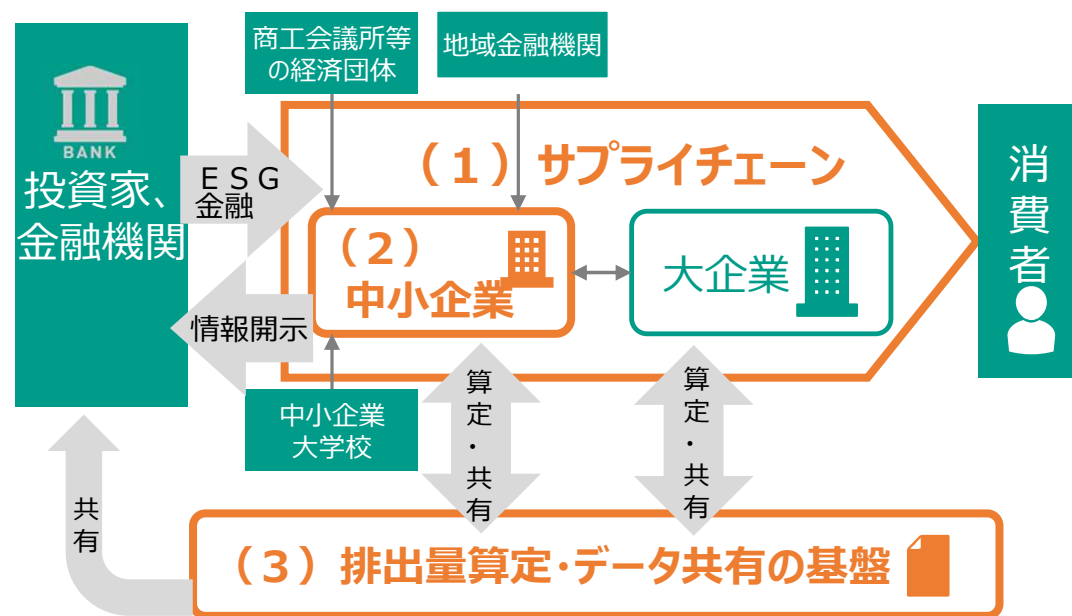 商工会議所等
の経済団体
地域金融機関
BANK
投資家、
金融機関
ＥＳＧ
金融
情報開示
（１）サプライチェーン
（２）
中小企業
大企業
消費者
中小企業
大学校
算定・共有
算定・共有
共有
（３）排出量算定・データ共有の基盤